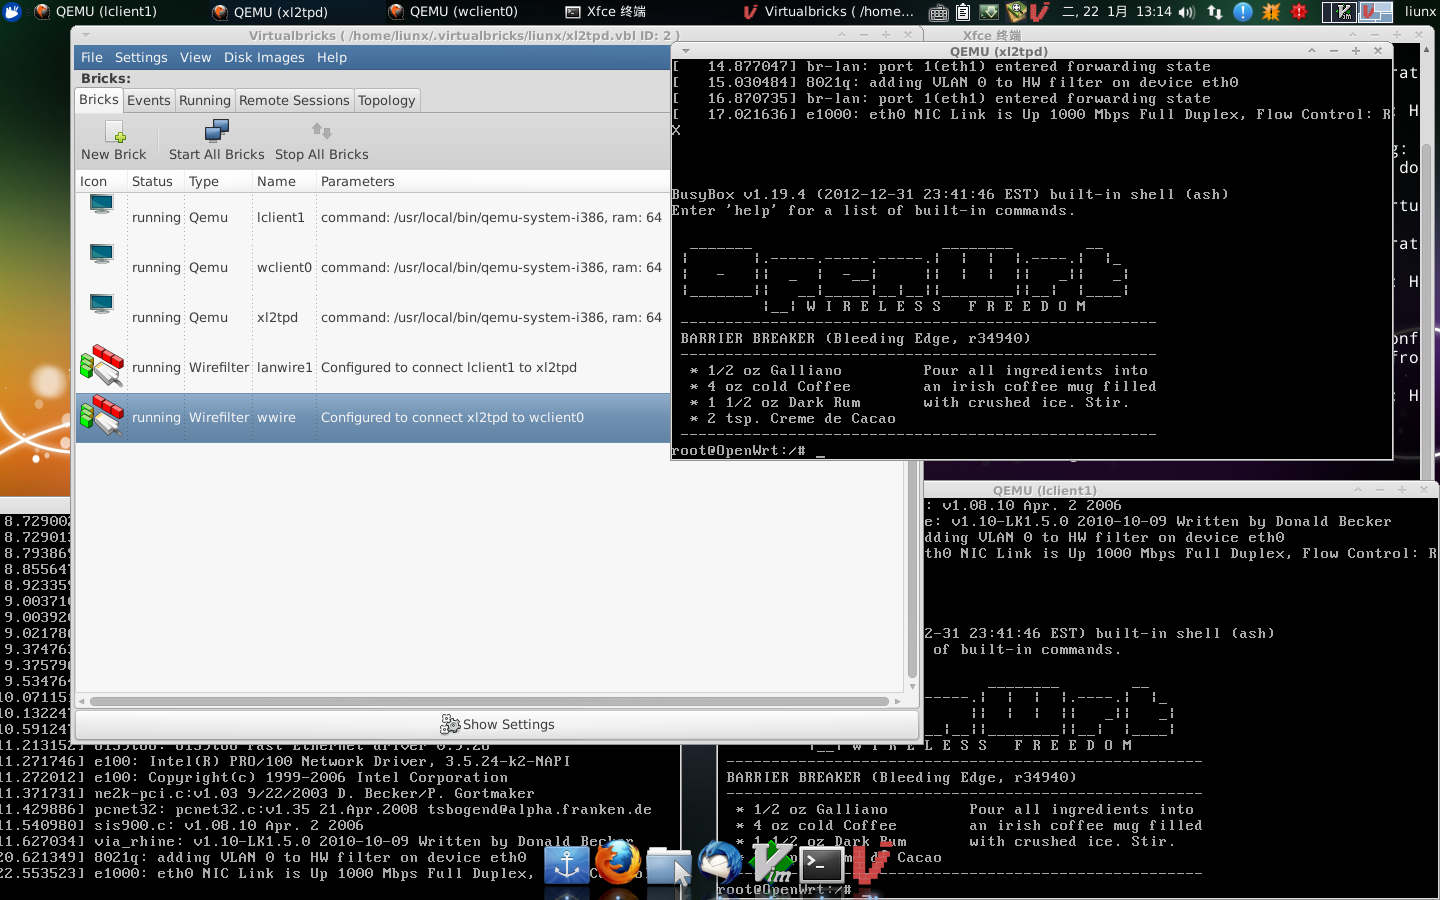 QEMU (lclient1)
QEMU (xl2tpd)
QEMU (wclient0)
Xfce 终端
Virtualbricks ( /home...
二, 22 1月 13:14
liunx
Virtualbricks ( /home/liunx/.virtualbricks/liunx/xl2tpd.vbl ID: 2 )
File Settings View Disk Images Help
Bricks:
Bricks Events Running Remote Sessions Topology
New Brick Start All Bricks Stop All Bricks
Icon Status Type Name Parameters
running Qemu lclient1 command: /usr/local/bin/qemu-system-i386, ram: 64
running Qemu wclient0 command: /usr/local/bin/qemu-system-i386, ram: 64
running Qemu xl2tpd command: /usr/local/bin/qemu-system-i386, ram: 64
running Wirefilter lanwire1 Configured to connect lclient1 to xl2tpd
running Wirefilter wwire Configured to connect xl2tpd to wclient0
Show Settings
Xfce 终端
QEMU (xl2tpd)
[   14.877047] br-lan: port 1(eth1) entered forwarding state
[   15.030484] 8021q: adding VLAN 0 to HW filter on device eth0
[   16.870735] br-lan: port 1(eth1) entered forwarding state
[   17.021636] e1000: eth0 NIC Link is Up 1000 Mbps Full Duplex, Flow Control: R
X
BusyBox v1.19.4 (2012-12-31 23:41:46 EST) built-in shell (ash)
Enter 'help' for a list of built-in commands.
OpenWrt
W I R E L E S S   F R E E D O M
BARRIER BREAKER (Bleeding Edge, r34940)
* 1/2 oz Galliano         Pour all ingredients into
* 4 oz cold Coffee        an irish coffee mug filled
* 1 1/2 oz Dark Rum       with crushed ice. Stir.
* 2 tsp. Creme de Cacao
root@OpenWrt:/# _
rat
H
g:
do
rtu
rat
H
onf
fro
H
QEMU (lclient1)
: v1.08.10 Apr. 2 2006
e: v1.10-LK1.5.0 2010-10-09 Written by Donald Becker
dding VLAN 0 to HW filter on device eth0
th0 NIC Link is Up 1000 Mbps Full Duplex, Flow Control: R
2-31 23:41:46 EST) built-in shell (ash)
of built-in commands.
W I R E L E S S   F R E E D O M
BARRIER BREAKER (Bleeding Edge, r34940)
* 1/2 oz Galliano         Pour all ingredients into
* 4 oz cold Coffee        an irish coffee mug filled
* 1 1/2 oz Dark Rum       with crushed ice. Stir.
Cacao
root@OpenWrt:/#
8.729002
8.729013
8.793869
8.855647
8.923359
9.003710
9.003920
9.021780
9.374763
9.375790
9.534764
10.071151
10.132247
10.591247
11.213152] 8139too: 8139too Fast Ethernet driver 0.9.28
11.271746] e100: Intel(R) PRO/100 Network Driver, 3.5.24-k2-NAPI
11.272012] e100: Copyright(c) 1999-2006 Intel Corporation
11.371731] ne2k-pci.c:v1.03 9/22/2003 D. Becker/P. Gortmaker
11.429886] pcnet32: pcnet32.c:v1.35 21.Apr.2008 tsbogend@alpha.franken.de
11.540980] sis900.c: v1.08.10 Apr. 2 2006
11.627034] via_rhine: v1.10-LK1.5.0 2010-10-09 Written by Donald Becker
20.621349] 8021q: adding VLAN 0 to HW filter on device eth0
22.553523] e1000: eth0 NIC Link is Up 1000 Mbps Full Duplex,
Vim